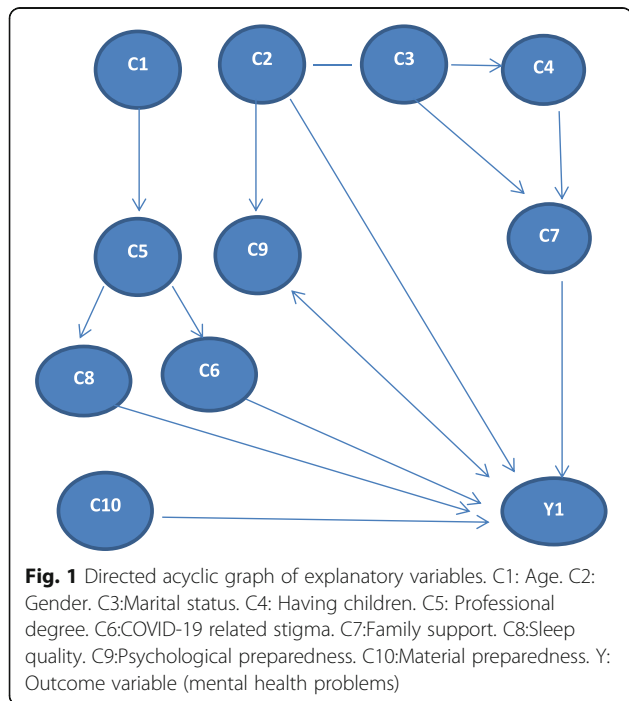 C1 C2 C3 C4
C5 C9 C7
C8 C6
C10 Y1
Fig. 1 Directed acyclic graph of explanatory variables. C1: Age. C2:
Gender. C3:Marital status. C4: Having children. C5: Professional
degree. C6:COVID-19 related stigma. C7:Family support. C8:Sleep
quality. C9:Psychological preparedness. C10:Material preparedness. Y:
Outcome variable (mental health problems)